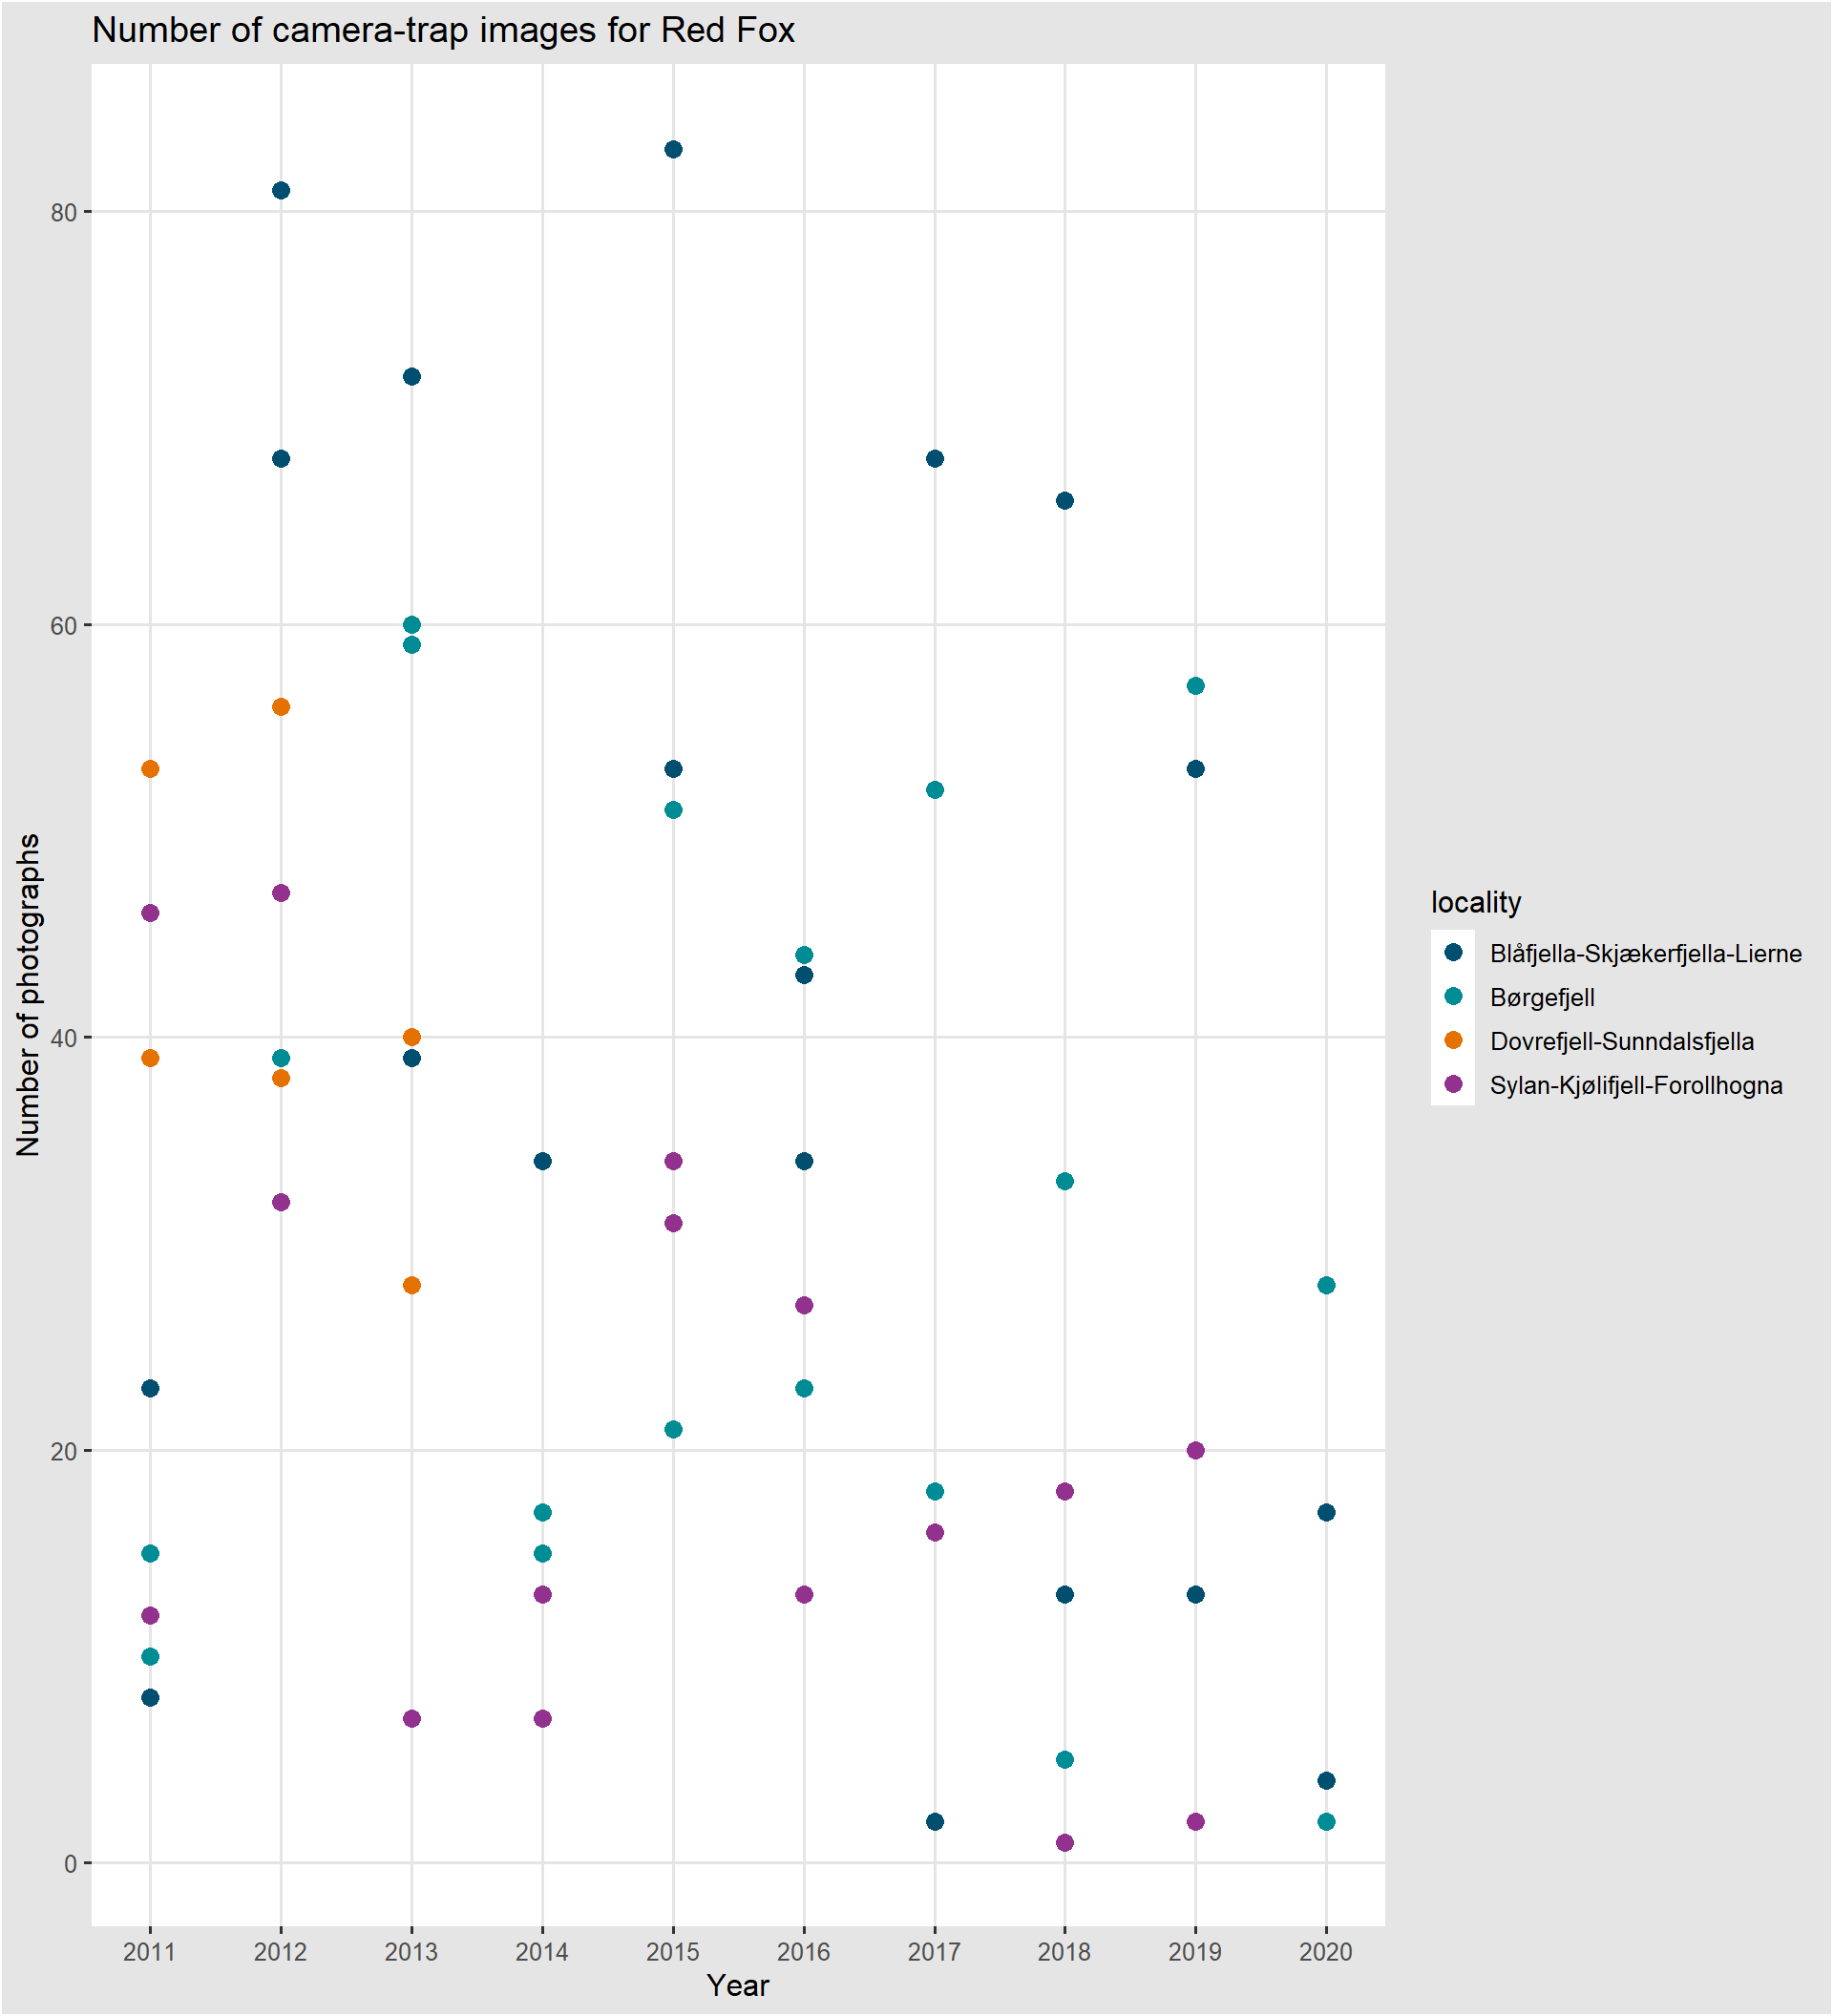 Number of camera-trap images for Red Fox
Number of photographs
80
60
40
20
0
2011 2012 2013 2014 2015 2016 2017 2018 2019 2020
Year
locality
Blåfjella-Skjækerfjella-Lierne
Børgefjell
Dovrefjell-Sunndalsfjella
Sylan-Kjølifjell-Forollhogna